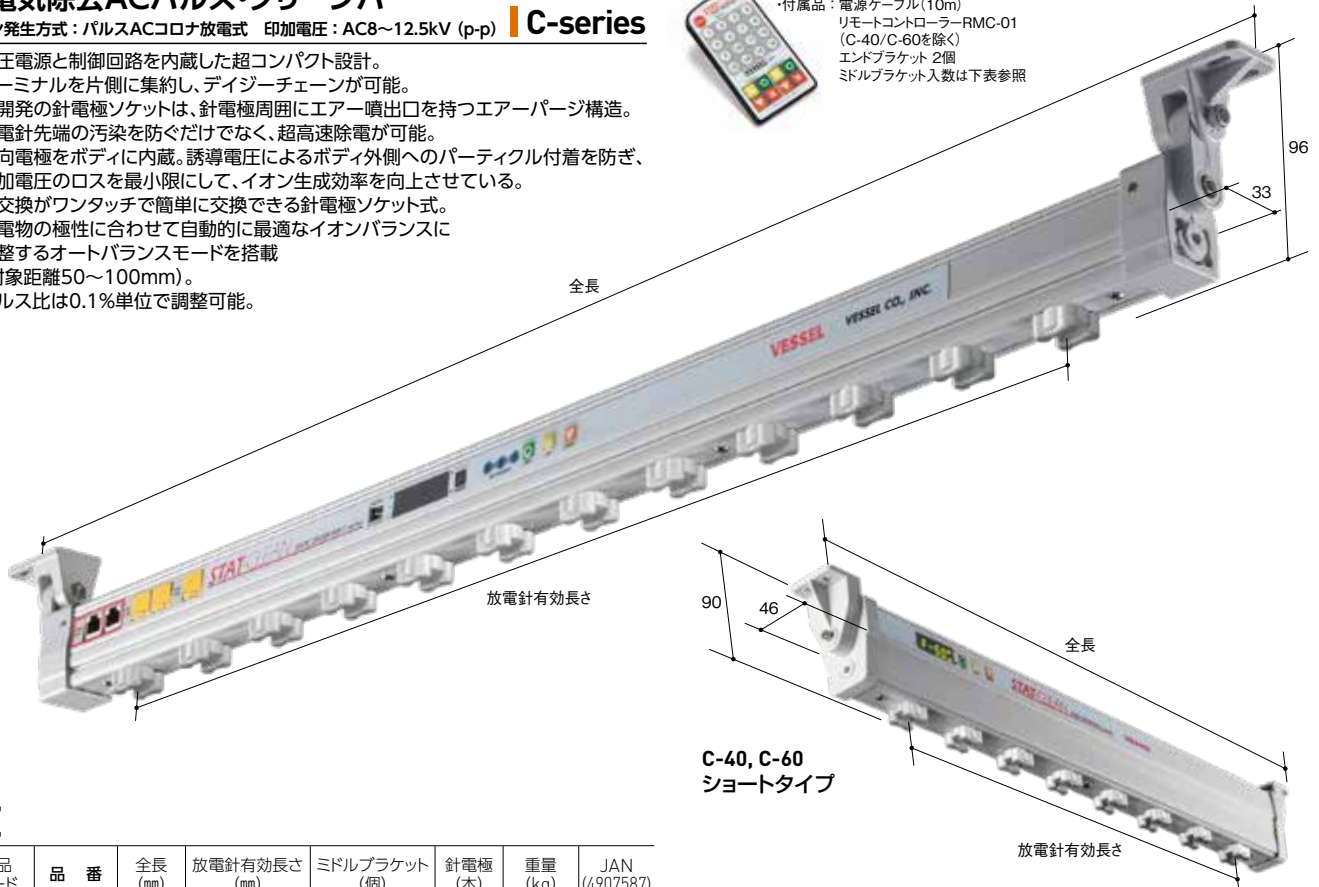 電気除去ACパルス・クリーンバー
発生方式：パルスACコロナ放電式　印加電圧：AC8～12.5kV (p-p)
C-series
圧電源と制御回路を内蔵した超コンパクト設計。
ーミナルを片側に集約し、デイジーチェーンが可能。
開発の針電極ソケットは、針電極周囲にエアー噴出口を持つエアーパージ構造。
電針先端の汚染を防ぐだけでなく、超高速除電が可能。
向電極をボディに内蔵。誘導電圧によるボディ外側へのパーティクル付着を防ぎ、
加電圧のロスを最小限にして、イオン生成効率を向上させている。
交換がワンタッチで簡単に交換できる針電極ソケット式。
電物の極性に合わせて自動的に最適なイオンバランスに
整するオートバランスモードを搭載
対象距離50～100mm）。
ルス比は0.1%単位で調整可能。
・付属品：電源ケーブル（10m）
リモートコントローラーRMC-01
（C-40/C-60を除く）
エンドブラケット 2個
ミドルブラケット入数は下表参照
96
33
全長
VESSEL VESSEL CO., INC.
STAT-CLEAN
放電針有効長さ
90
46
全長
STAT-CLEAN
C-40, C-60
ショートタイプ
放電針有効長さ
品 品 番 全長 放電針有効長さ ミドルブラケット 針電極 重量 JAN
ード (mm) (mm) (個) (本) (kg) (4907587)